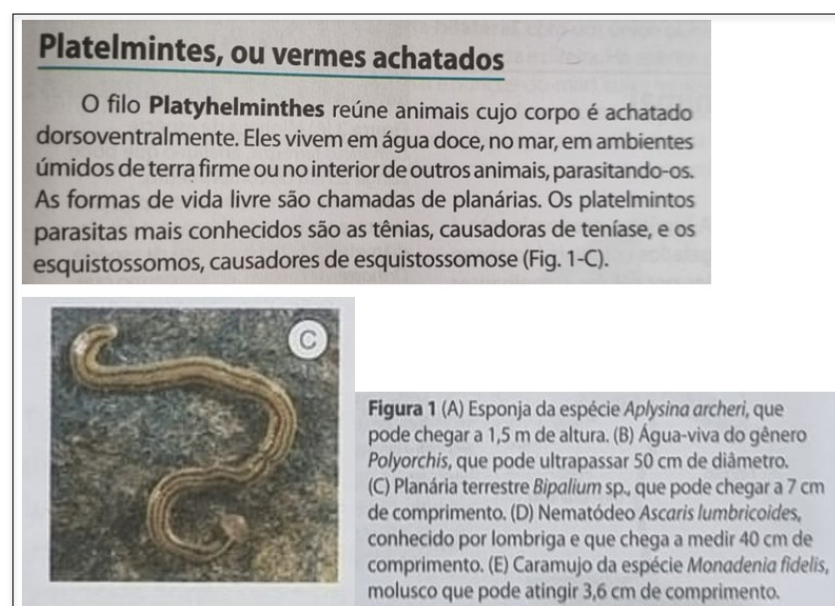 Platelmintes, ou vermes achatados
O filo Platyhelminthes reúne animais cujo corpo é achatado
dorsoventralmente. Eles vivem em água doce, no mar, em ambientes
úmidos de terra firme ou no interior de outros animais, parasitando-os.
As formas de vida livre são chamadas de planárias. Os platelmintos
parasitas mais conhecidos são as tênias, causadoras de teníase, e os
esquistossomos, causadores de esquistossomose (Fig. 1-C).
C
Figura 1 (A) Esponja da espécie Aplysina archeri, que
pode chegar a 1,5 m de altura. (B) Água-viva do gênero
Polyorchis, que pode ultrapassar 50 cm de diâmetro.
(C) Planária terrestre Bipalium sp., que pode chegar a 7 cm
de comprimento. (D) Nematódeo Ascaris lumbricoides,
conhecido por lombriga e que chega a medir 40 cm de
comprimento. (E) Caramujo da espécie Monadenia fidelis,
molusco que pode atingir 3,6 cm de comprimento.